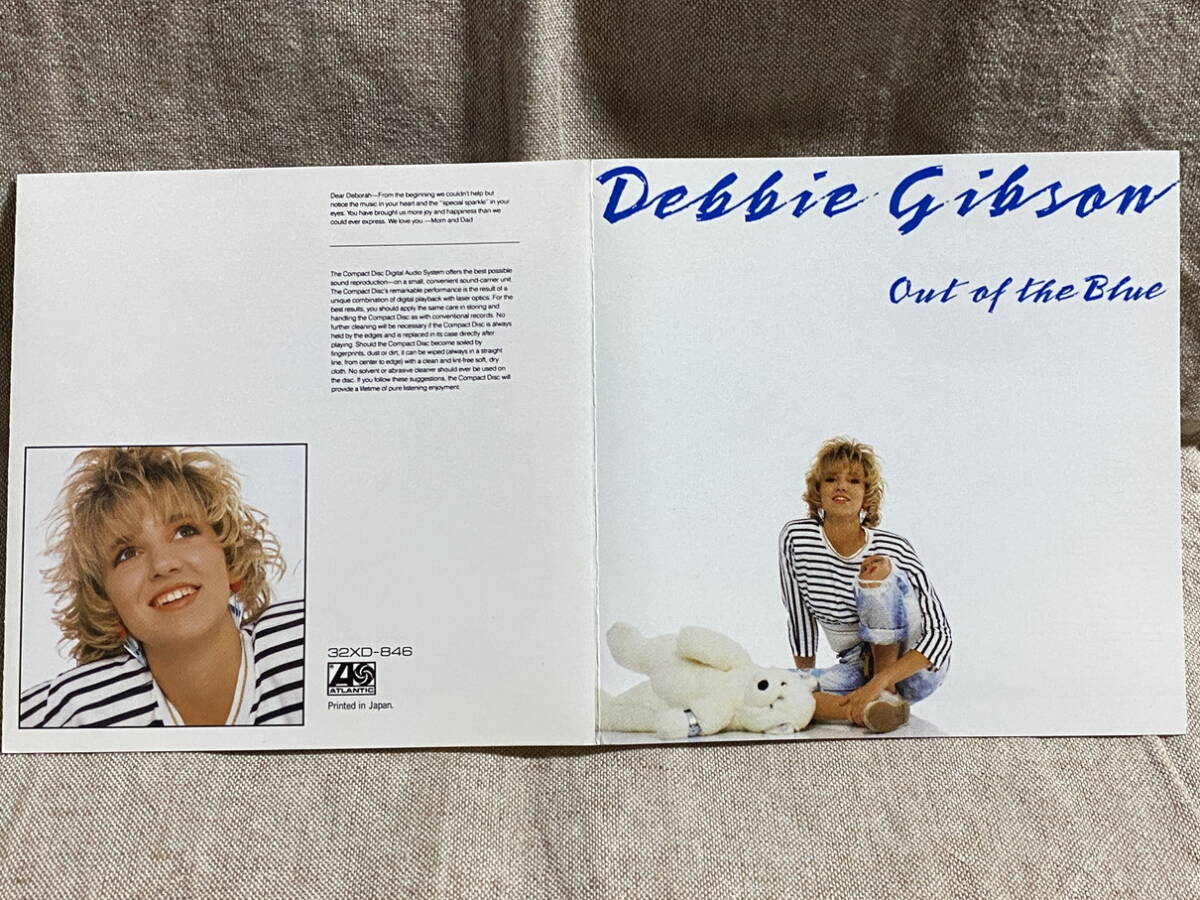 Dear Deborah—From the beginning we couldn't help but
notice the music in your heart and the "special sparkle" in your
eyes. You have brought us more joy and happiness than we
could ever express. We love you.—Mom and Dad
The Compact Disc Digital Audio System offers the best possible
sound reproduction—on a small, convenient sound-carrier unit.
The Compact Disc's remarkable performance is the result of a
unique combination of digital playback with laser optics. For the
best results, you should apply the same care in storing and
handling the Compact Disc as with conventional records. No
further cleaning will be necessary if the Compact Disc is always
held by the edges and is replaced in its case directly after
playing. Should the Compact Disc become soiled by
fingerprints, dust or dirt, it can be wiped (always in a straight
line, from center to edge) with a clean and lint-free soft, dry
cloth. No solvent or abrasive cleaner should ever be used on
the disc. If you follow these suggestions, the Compact Disc will
provide a lifetime of pure listening enjoyment.
32XD-846
ATLANTIC
Printed in Japan.
Debbie Gibson
Out of the Blue